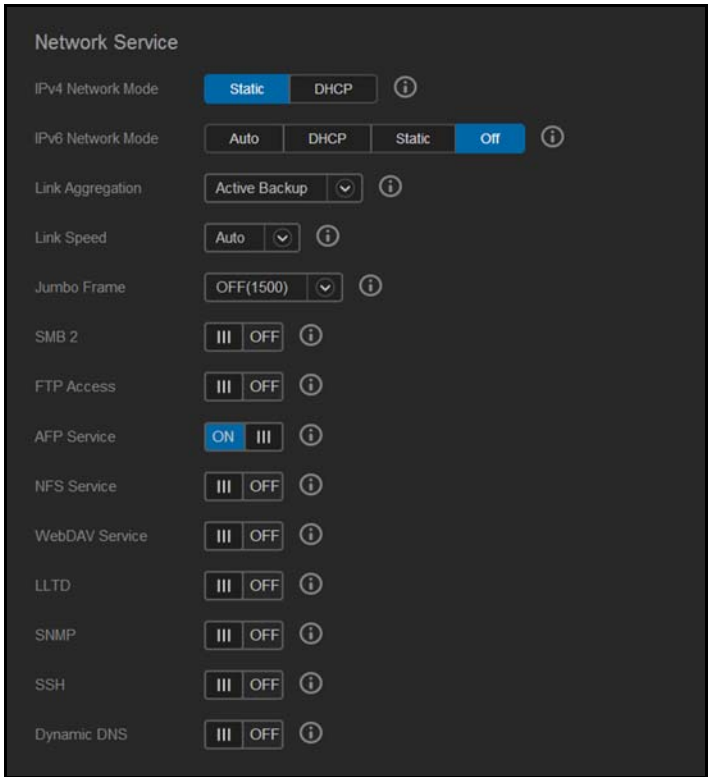 Network Service
IPv4 Network Mode Static DHCP
IPv6 Network Mode Auto DHCP Static Off
Link Aggregation Active Backup
Link Speed Auto
Jumbo Frame OFF(1500)
SMB 2 OFF
FTP Access OFF
AFP Service ON
NFS Service OFF
WebDAV Service OFF
LLTD OFF
SNMP OFF
SSH OFF
Dynamic DNS OFF